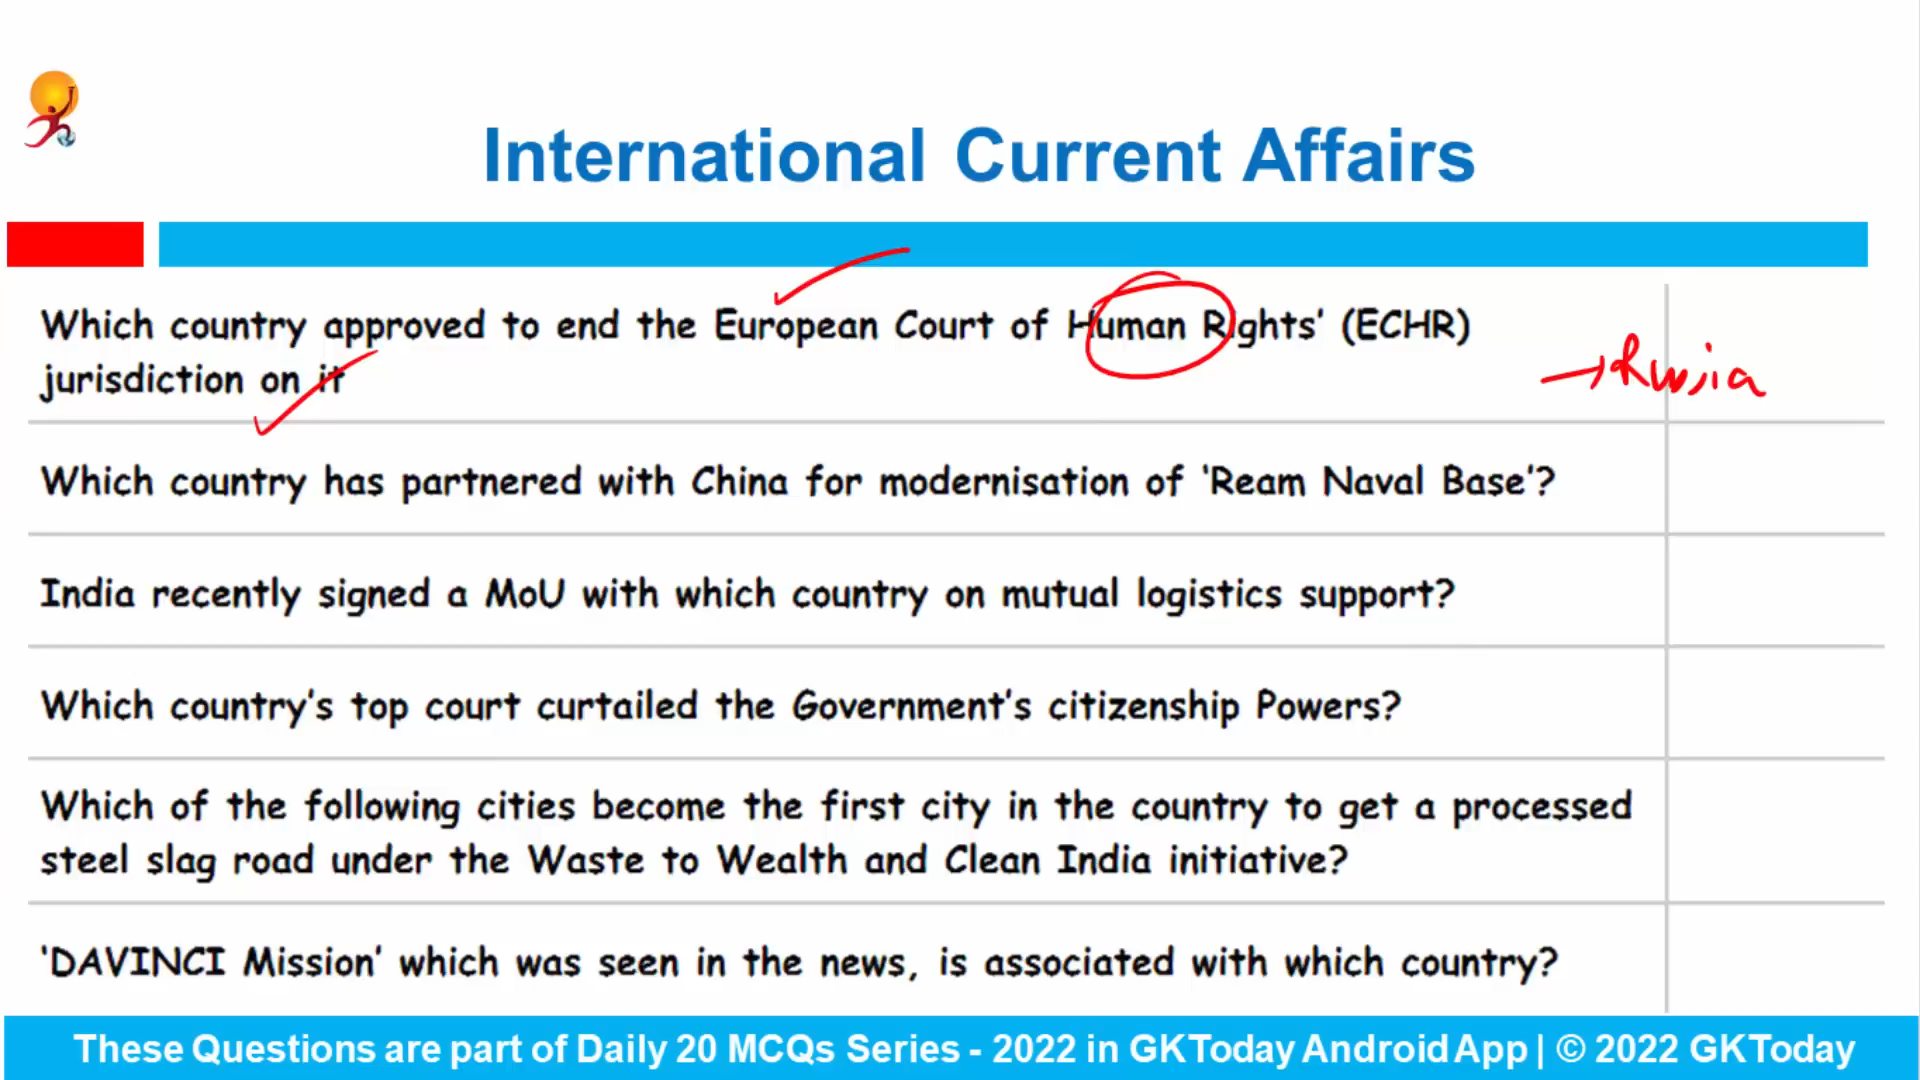 International Current Affairs
Which country approved to end the European Court of Human Rights' (ECHR)
jurisdiction on it
→Russia
Which country has partnered with China for modernisation of 'Ream Naval Base'?
India recently signed a MoU with which country on mutual logistics support?
Which country's top court curtailed the Government's citizenship Powers?
Which of the following cities become the first city in the country to get a processed
steel slag road under the Waste to Wealth and Clean India initiative?
'DAVINCI Mission' which was seen in the news, is associated with which country?
These Questions are part of Daily 20 MCQs Series - 2022 in GKToday Android App | © 2022 GKToday